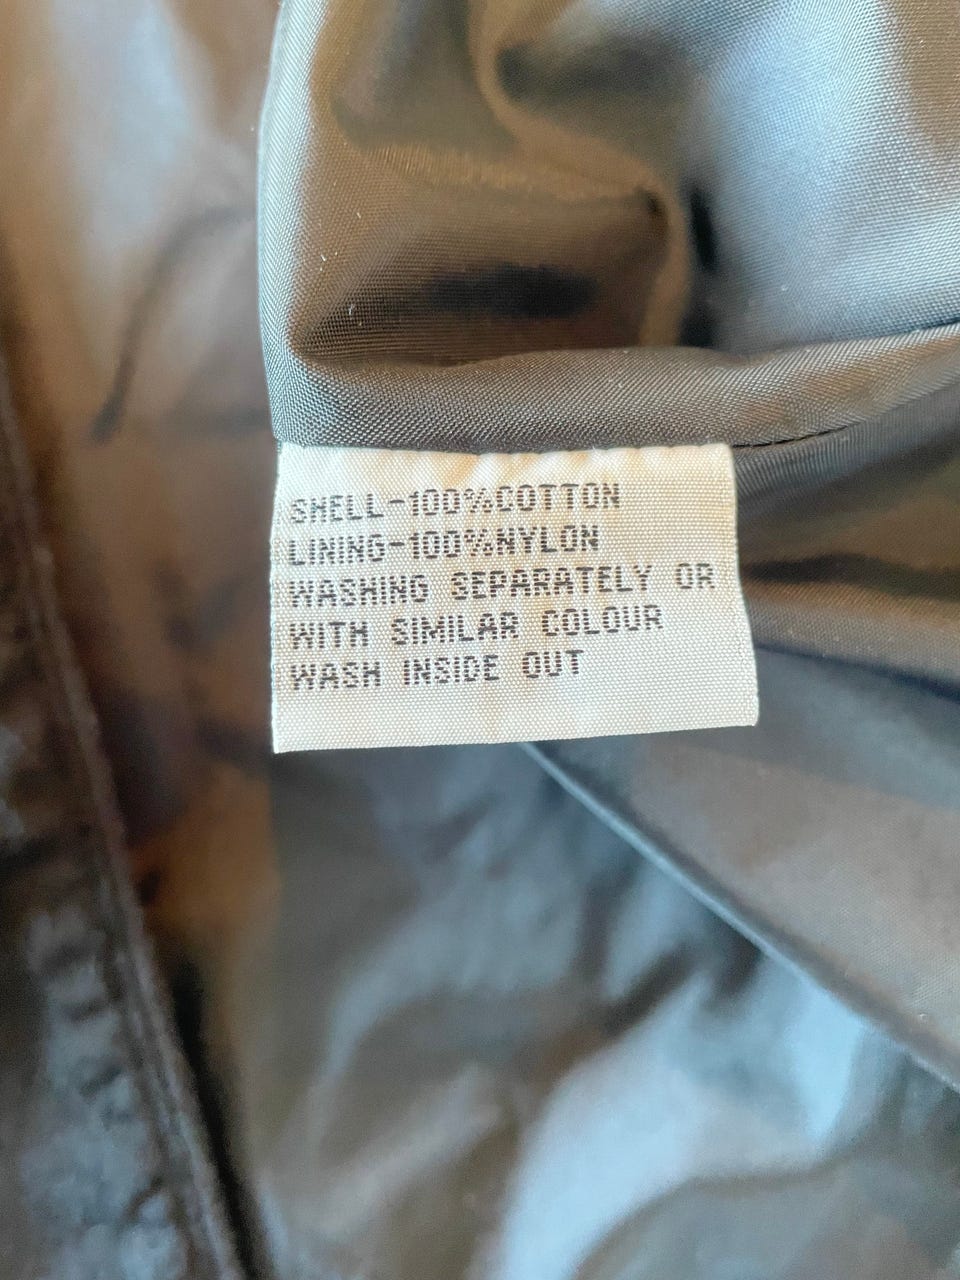 SHELL-100%COTTON
LINING-100%NYLON
WASHING SEPARATELY OR
WITH SIMILAR COLOUR
WASH INSIDE OUT